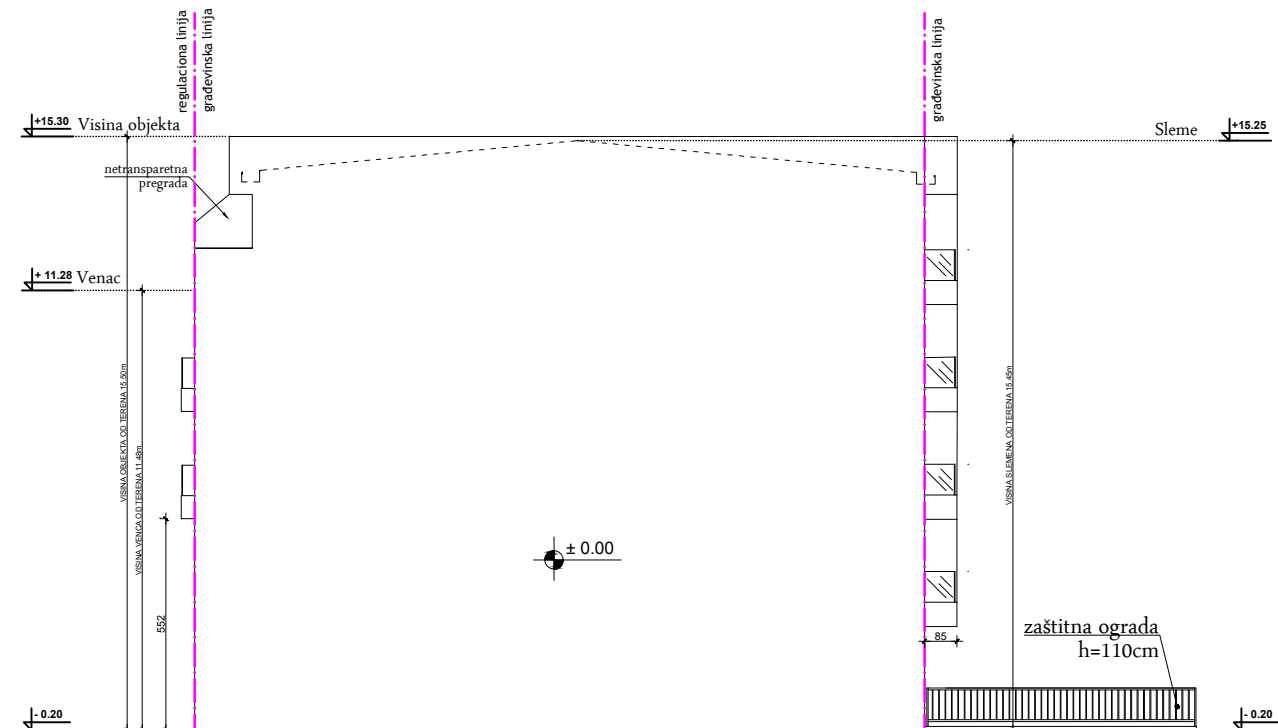 regulaciona linija
građevinska linija
građevinska linija
+15.30 Visina objekta
Sleme +15.25
netransparetna
pregrada
+ 11.28 Venac
VISINA OBJEKTA OD TERENA 15.50m
VISINA VENCA OD TERENA 11.48m
VISINA SLEMENA OD TERENA 15.45m
± 0.00
552
85
zaštitna ograda
h=110cm
- 0.20
- 0.20